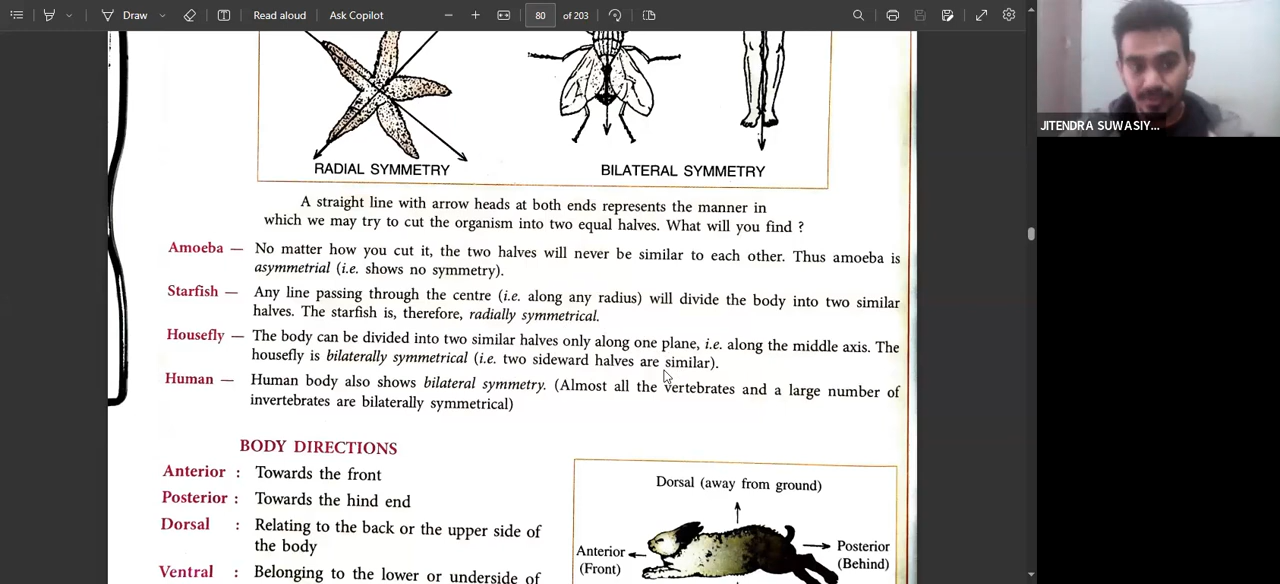 Draw
Read aloud
Ask Copilot
80
of 203
JITENDRA SUWASIY...
RADIAL SYMMETRY
BILATERAL SYMMETRY
A straight line with arrow heads at both ends represents the manner in
which we may try to cut the organism into two equal halves. What will you find ?
Amoeba — No matter how you cut it, the two halves will never be similar to each other. Thus amoeba is
asymmetrial (i.e. shows no symmetry).
Starfish — Any line passing through the centre (i.e. along any radius) will divide the body into two similar
halves. The starfish is, therefore, radially symmetrical.
Housefly — The body can be divided into two similar halves only along one plane, i.e. along the middle axis. The
housefly is bilaterally symmetrical (i.e. two sideward halves are similar).
Human — Human body also shows bilateral symmetry. (Almost all the vertebrates and a large number of
invertebrates are bilaterally symmetrical)
BODY DIRECTIONS
Anterior : Towards the front
Posterior : Towards the hind end
Dorsal : Relating to the back or the upper side of
the body
Ventral : Belonging to the lower or underside of
Dorsal (away from ground)
Anterior
(Front)
Posterior
(Behind)